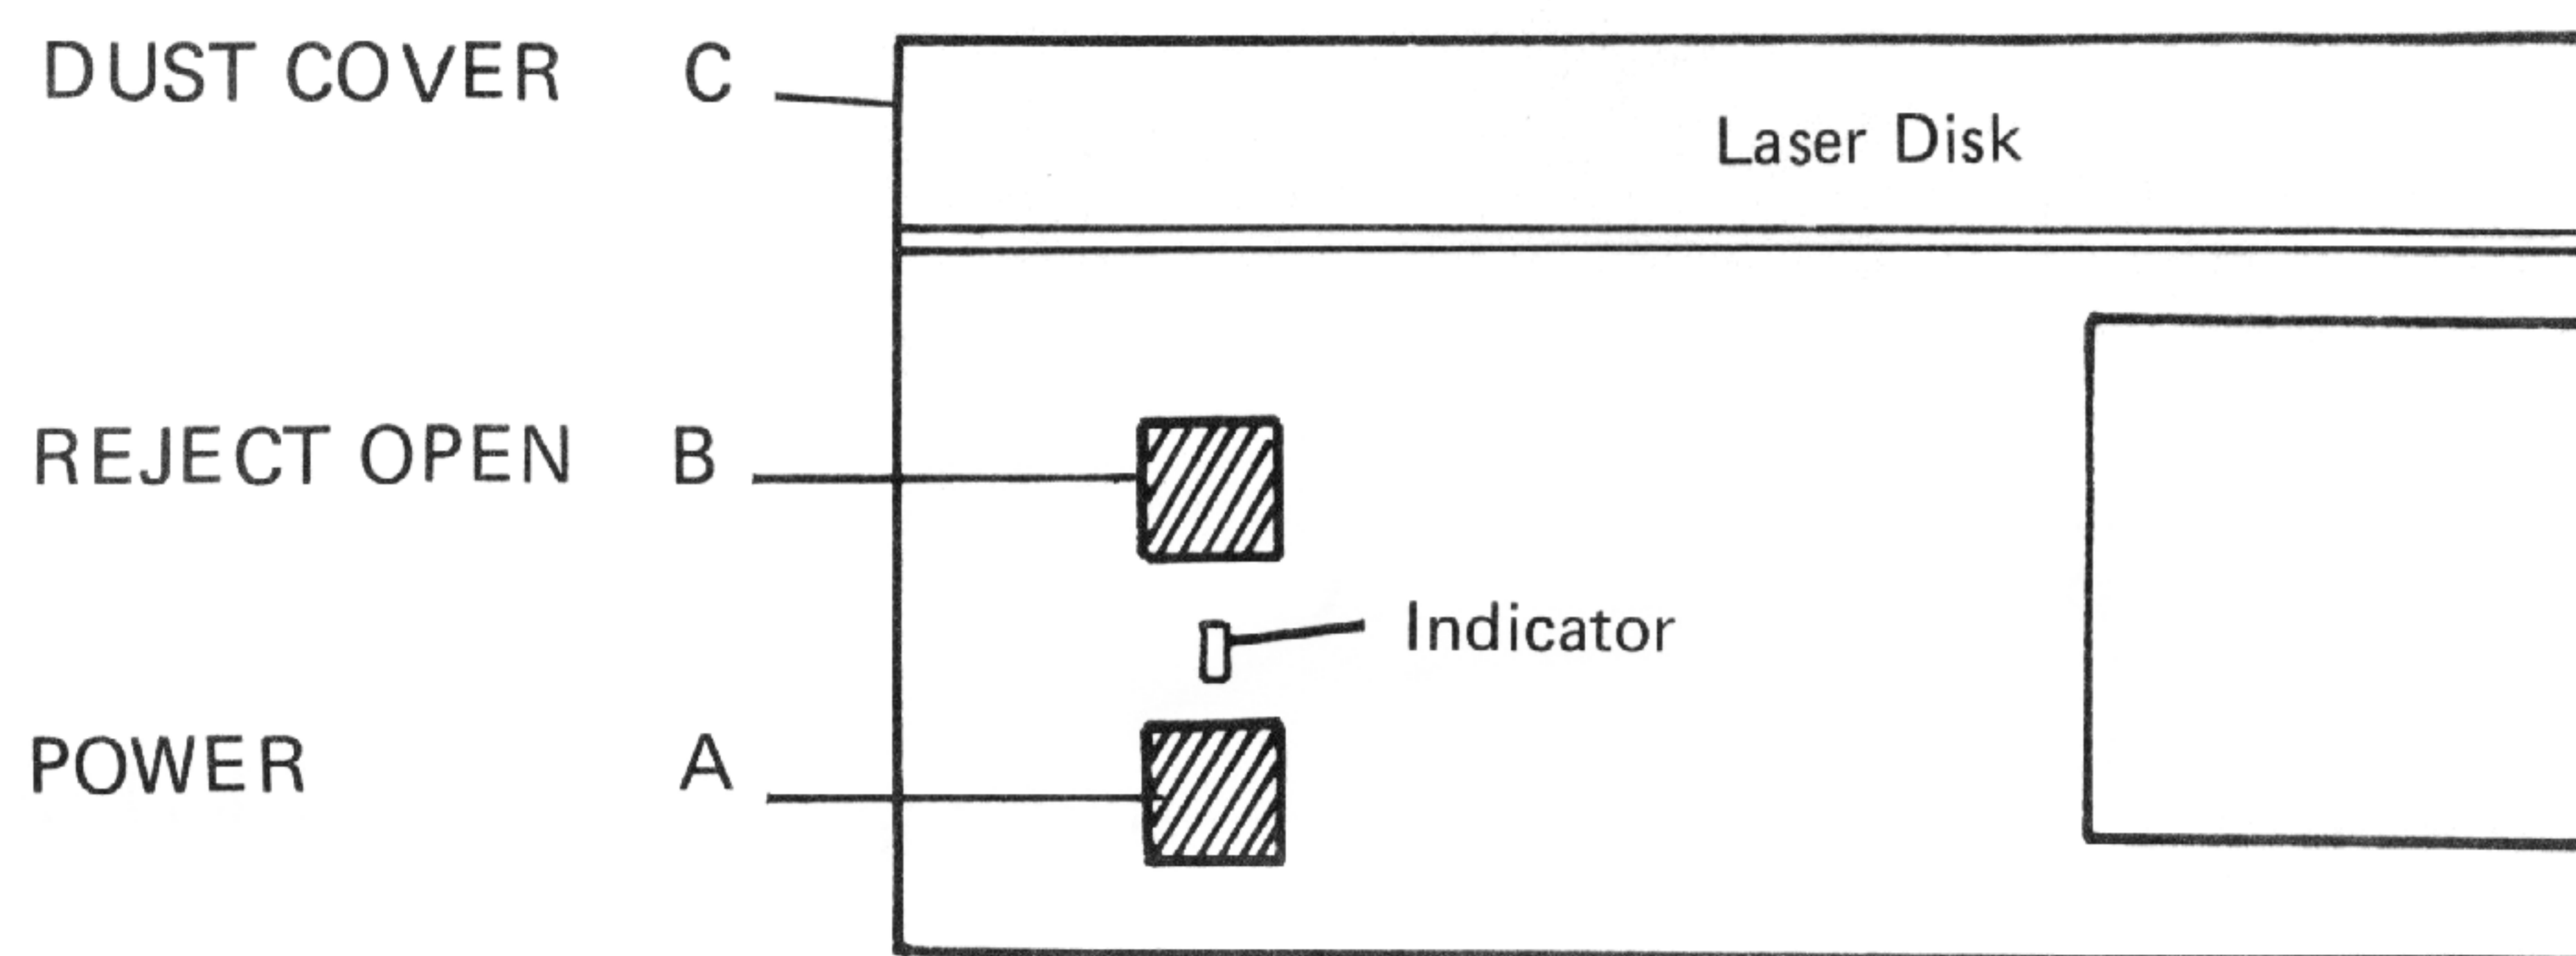 DUST COVER C
Laser Disk
REJECT OPEN B
Indicator
POWER A